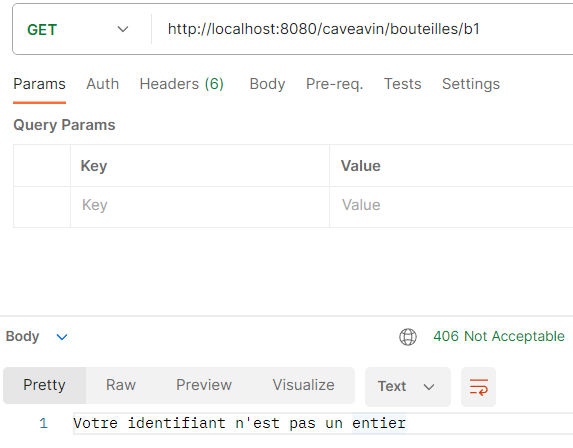 GET http://localhost:8080/caveavin/bouteilles/b1
Params Auth Headers (6) Body Pre-req. Tests Settings
Query Params
Key Value
Key Value
Body 406 Not Acceptable
Pretty Raw Preview Visualize Text
1 Votre identifiant n'est pas un entier